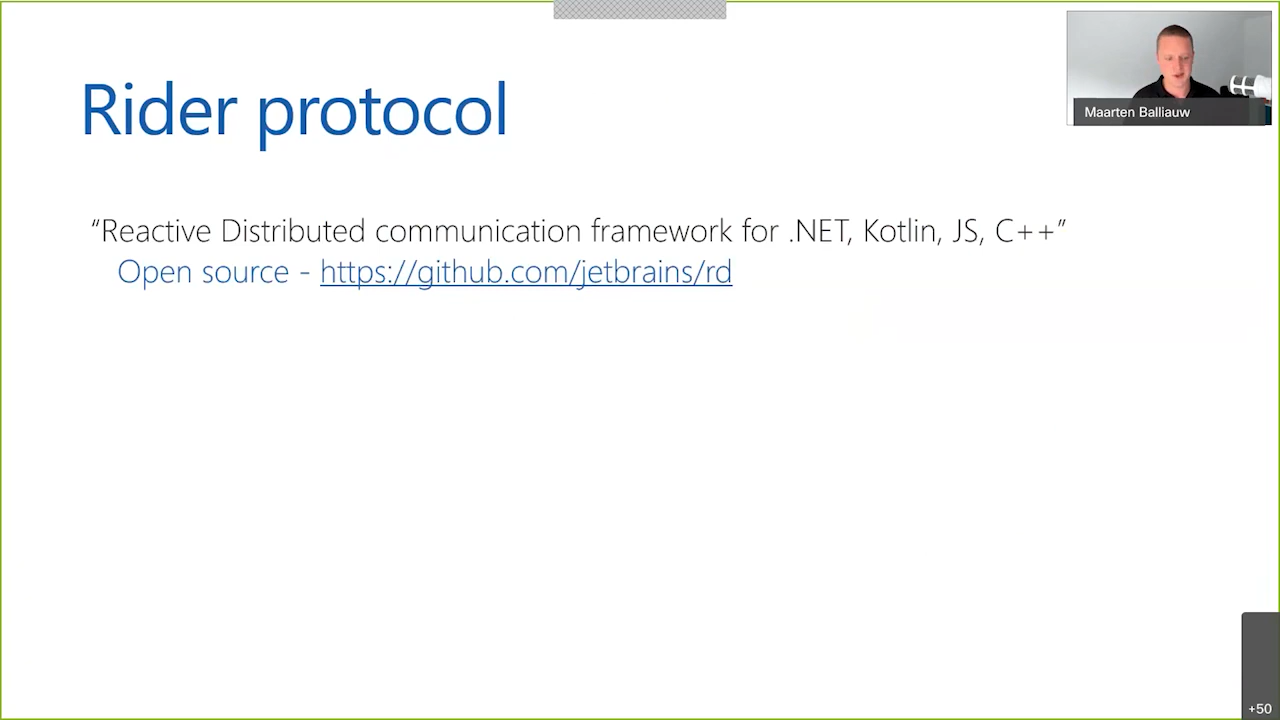 Rider protocol
Maarten Balliauw
“Reactive Distributed communication framework for .NET, Kotlin, JS, C++”
Open source - https://github.com/jetbrains/rd
+50